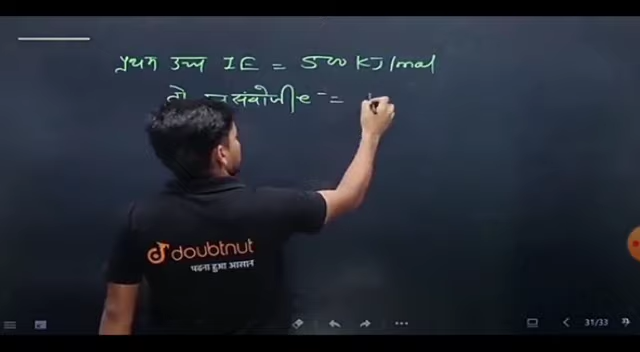 प्रथम उच्च IE = 500 KJ/mol
तो संयोजी e⁻ =
doubtnut
पढ़ना हुआ आसान
31/33